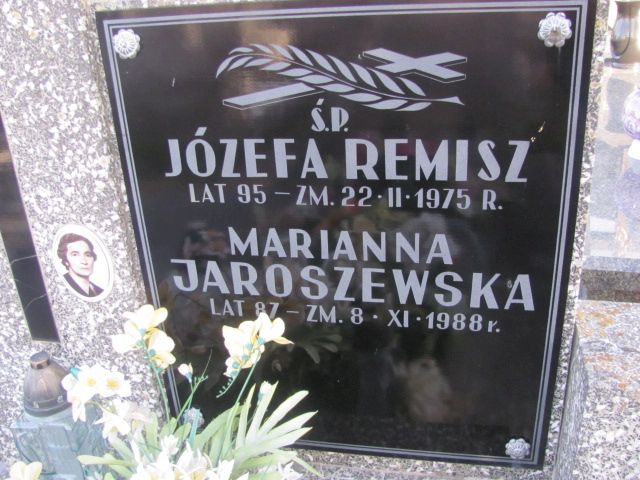 Ś.P.
JÓZEFA REMISZ
LAT 95 – ZM. 22·II·1975 R.
MARIANNA
JAROSZEWSKA
LAT 87 – ZM. 8·XI·1988 r.